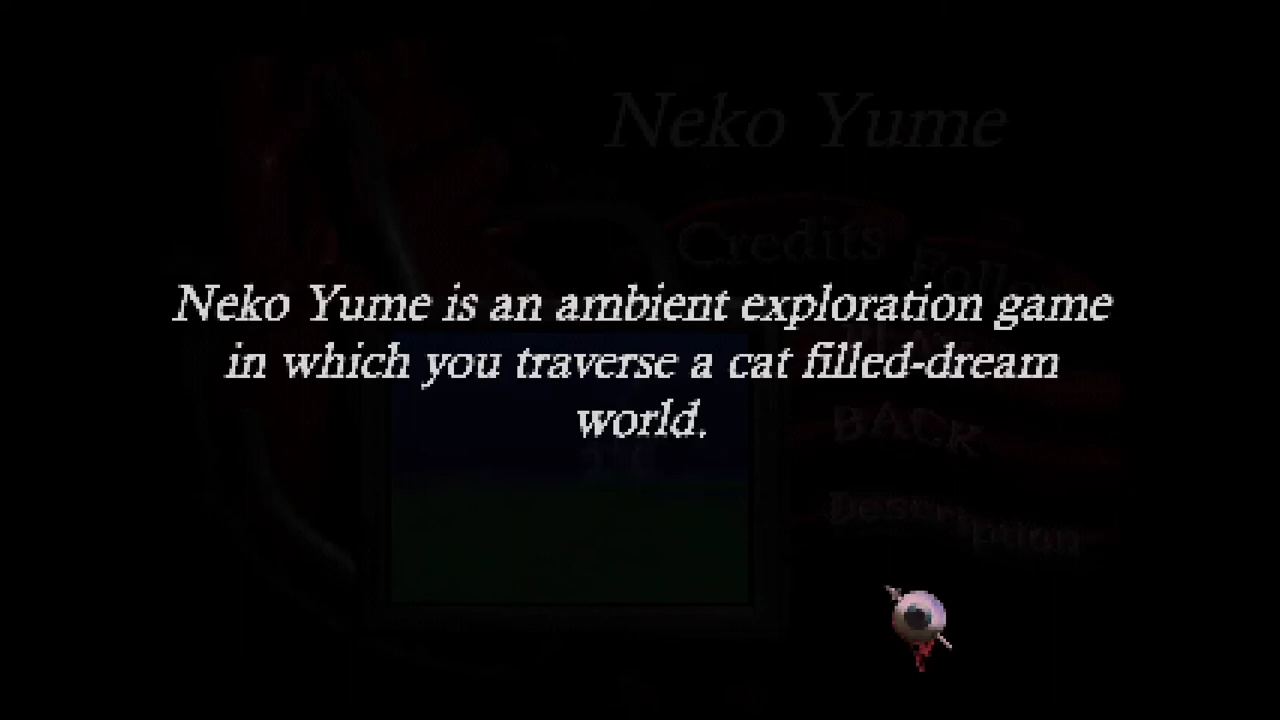 Neko Yume
Credits
Neko Yume is an ambient exploration game
in which you traverse a cat filled-dream
world.
BACK
Description